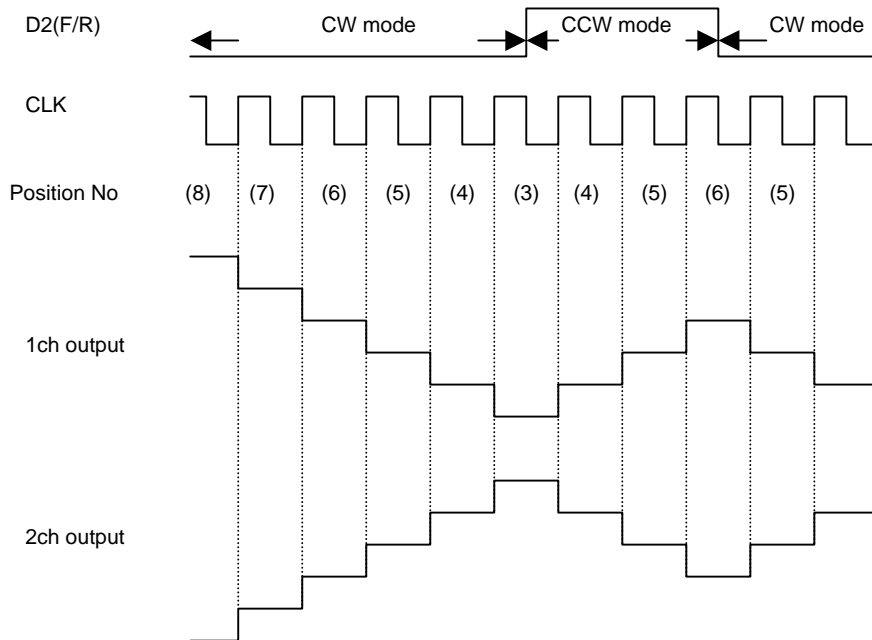 D2(F/R) CW mode CCW mode CW mode
CLK
Position No (8) (7) (6) (5) (4) (3) (4) (5) (6) (5)
1ch output
2ch output